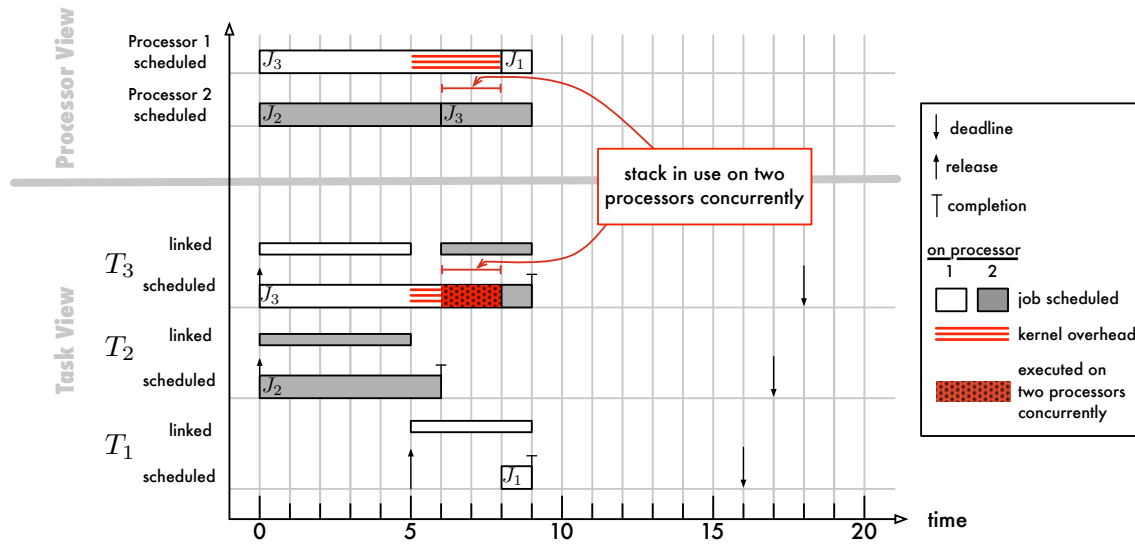 Processor View
Processor 1
scheduled
J3
J1
Processor 2
scheduled
J2
J3
stack in use on two
processors concurrently
Task View
T3
linked
scheduled
J3
T2
linked
scheduled
J2
T1
linked
scheduled
J1
0
5
10
15
20
time
deadline
release
completion
on processor
1
2
job scheduled
kernel overhead
executed on
two processors
concurrently